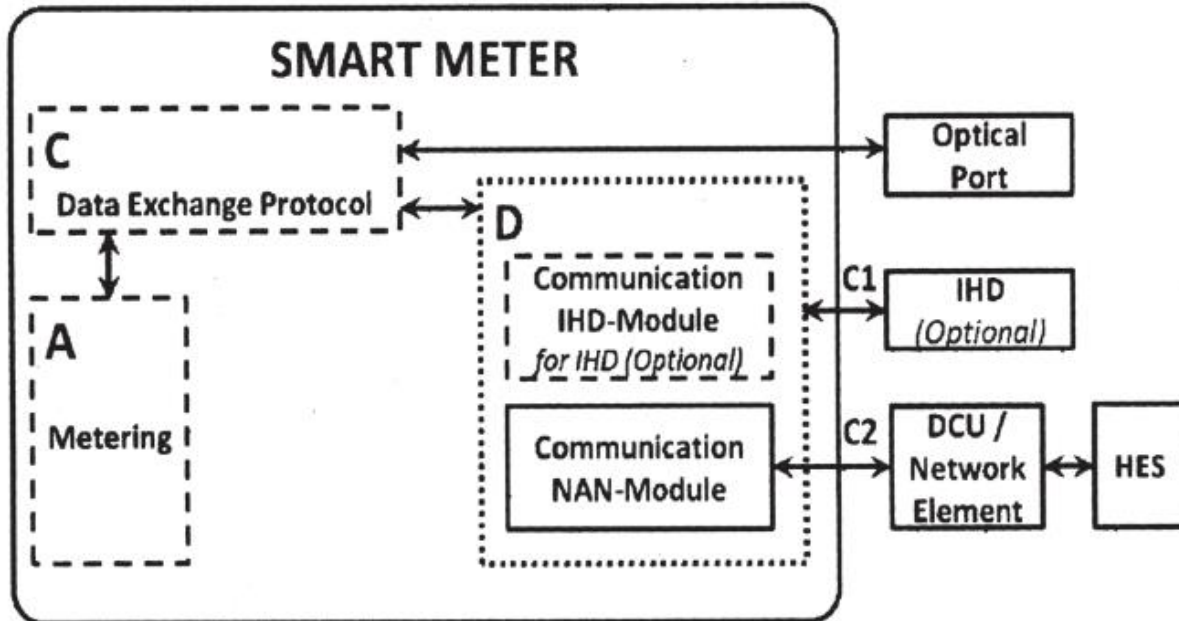 SMART METER
C
Data Exchange Protocol
Optical
Port
D
Communication
IHD-Module
for IHD (Optional)
C1
IHD
(Optional)
A
Metering
Communication
NAN-Module
C2
DCU /
Network
Element
HES